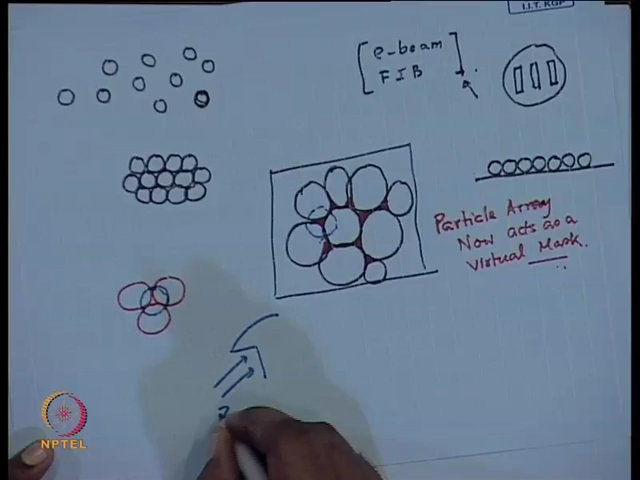 I.I.T. KGP
e-beam
FIB
Particle Array
Now acts as a
Virtual Mask.
NPTEL